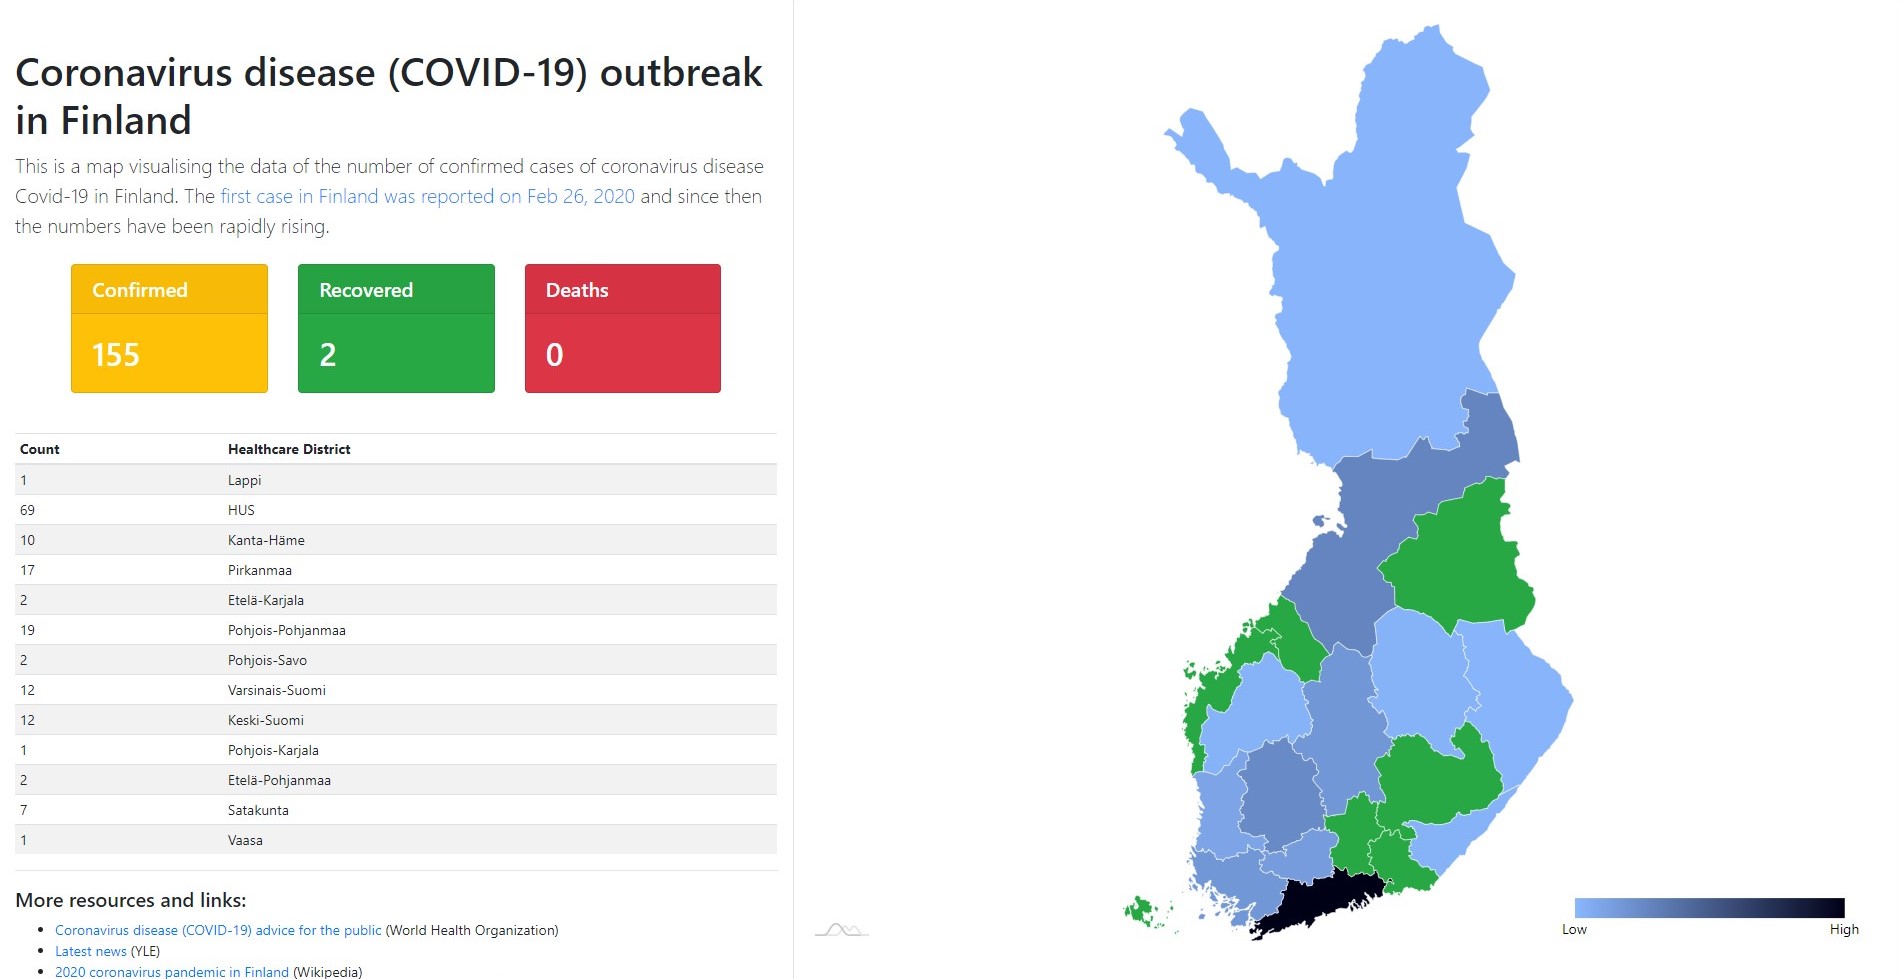 Coronavirus disease (COVID-19) outbreak
in Finland
This is a map visualising the data of the number of confirmed cases of coronavirus disease
Covid-19 in Finland. The first case in Finland was reported on Feb 26, 2020 and since then
the numbers have been rapidly rising.
Confirmed
155
Recovered
2
Deaths
0
Count Healthcare District
1 Lappi
69 HUS
10 Kanta-Häme
17 Pirkanmaa
2 Etelä-Karjala
19 Pohjois-Pohjanmaa
2 Pohjois-Savo
12 Varsinais-Suomi
12 Keski-Suomi
1 Pohjois-Karjala
2 Etelä-Pohjanmaa
7 Satakunta
1 Vaasa
More resources and links:
Coronavirus disease (COVID-19) advice for the public (World Health Organization)
Latest news (YLE)
2020 coronavirus pandemic in Finland (Wikipedia)
Low High